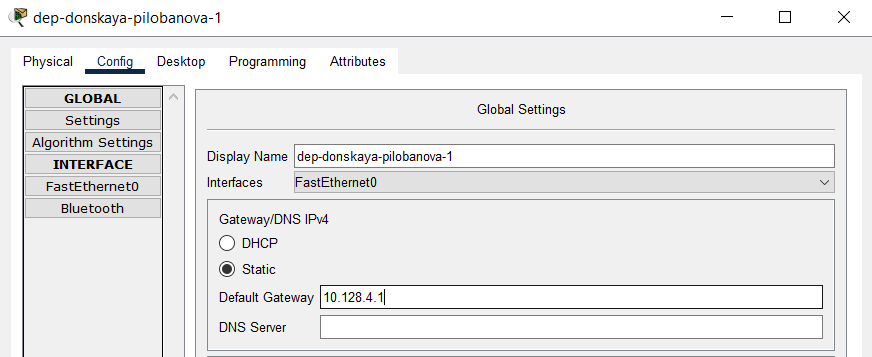 dep-donskaya-pilobanova-1
Physical Config Desktop Programming Attributes
GLOBAL
Settings
Algorithm Settings
INTERFACE
FastEthernet0
Bluetooth
Global Settings
Display Name dep-donskaya-pilobanova-1
Interfaces FastEthernet0
Gateway/DNS IPv4
DHCP
Static
Default Gateway 10.128.4.1
DNS Server